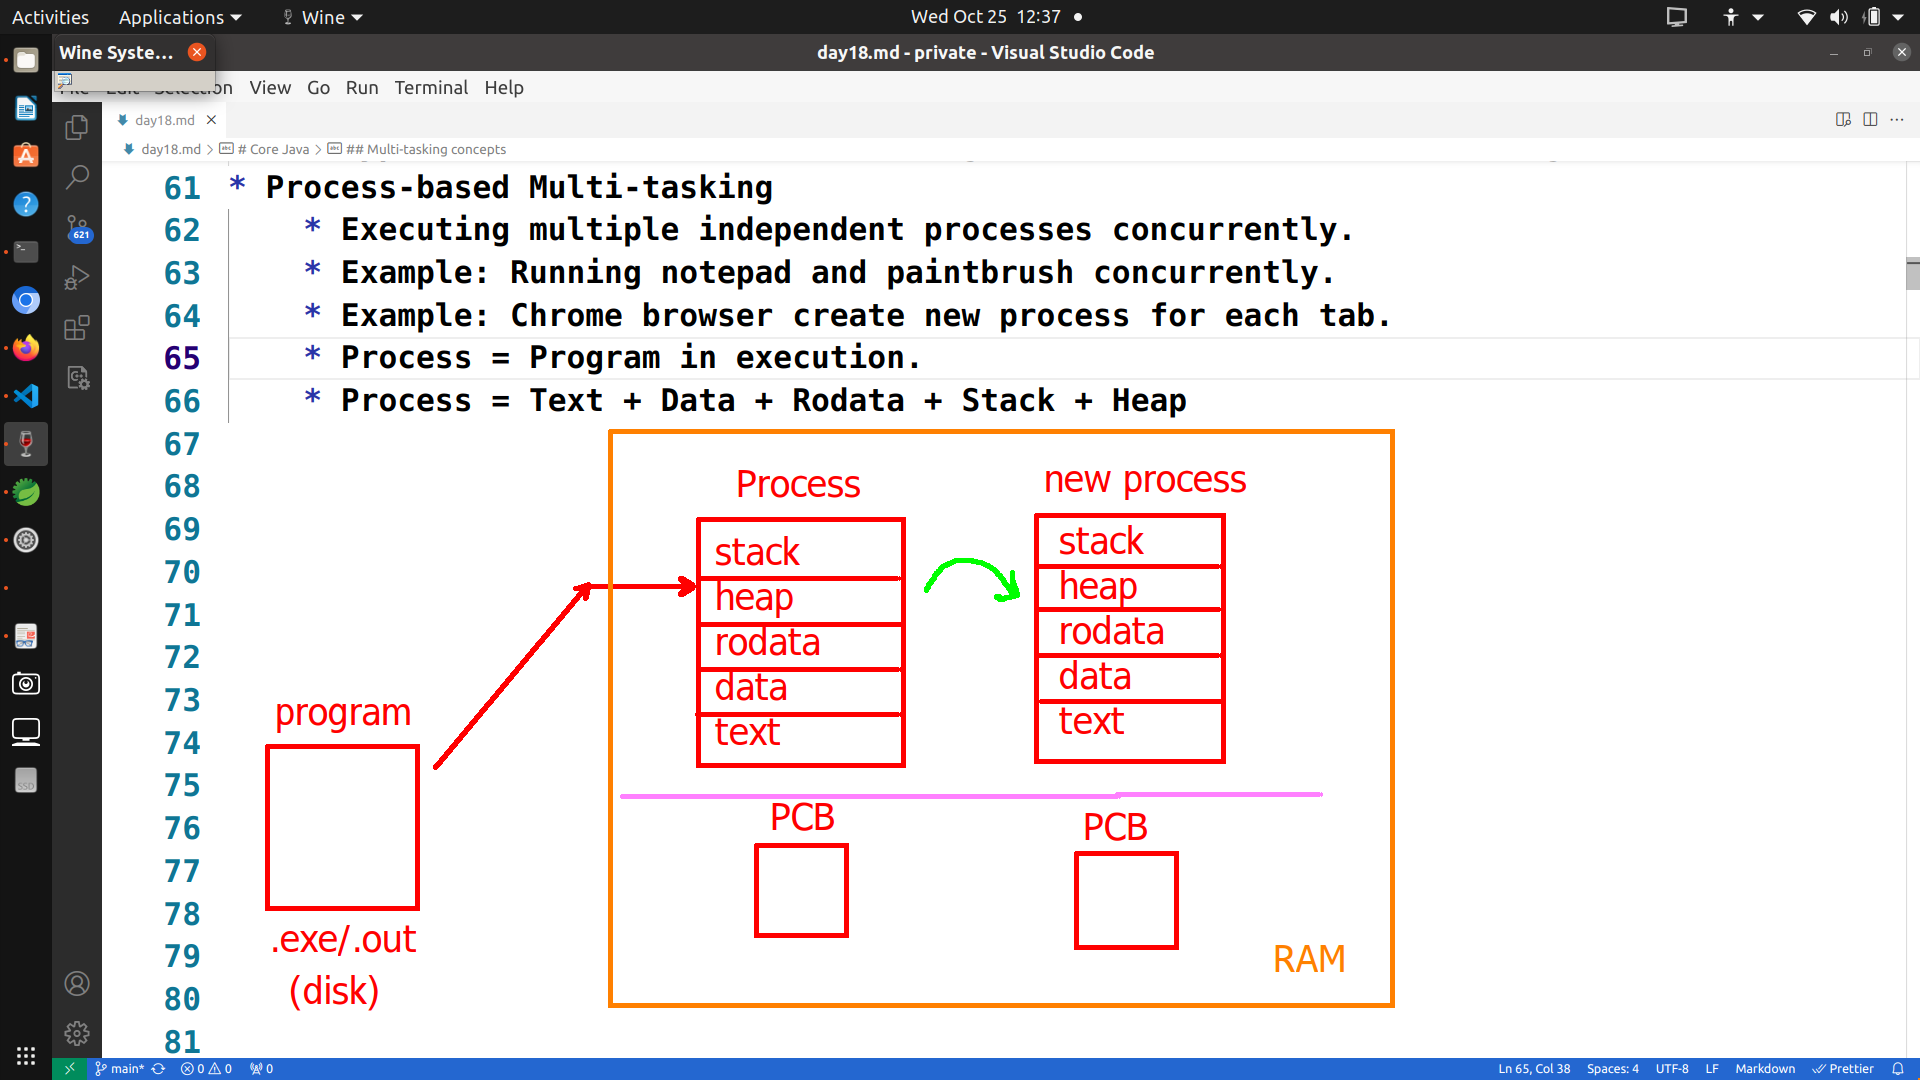 Activities Applications Wine Wed Oct 25 12:37
Wine Syste...
day18.md - private - Visual Studio Code
View Go Run Terminal Help
day18.md
day18.md > # Core Java > ## Multi-tasking concepts
61 * Process-based Multi-tasking
62 * Executing multiple independent processes concurrently.
63 * Example: Running notepad and paintbrush concurrently.
64 * Example: Chrome browser create new process for each tab.
65 * Process = Program in execution.
66 * Process = Text + Data + Rodata + Stack + Heap
67
68
69
70
71
72
73
74
75
76
77
78
79
80
81
621
Process
stack
heap
rodata
data
text
new process
stack
heap
rodata
data
text
program
.exe/.out
(disk)
PCB
PCB
RAM
SSD
main* 0 0 0
Ln 65, Col 38 Spaces: 4 UTF-8 LF Markdown Prettier